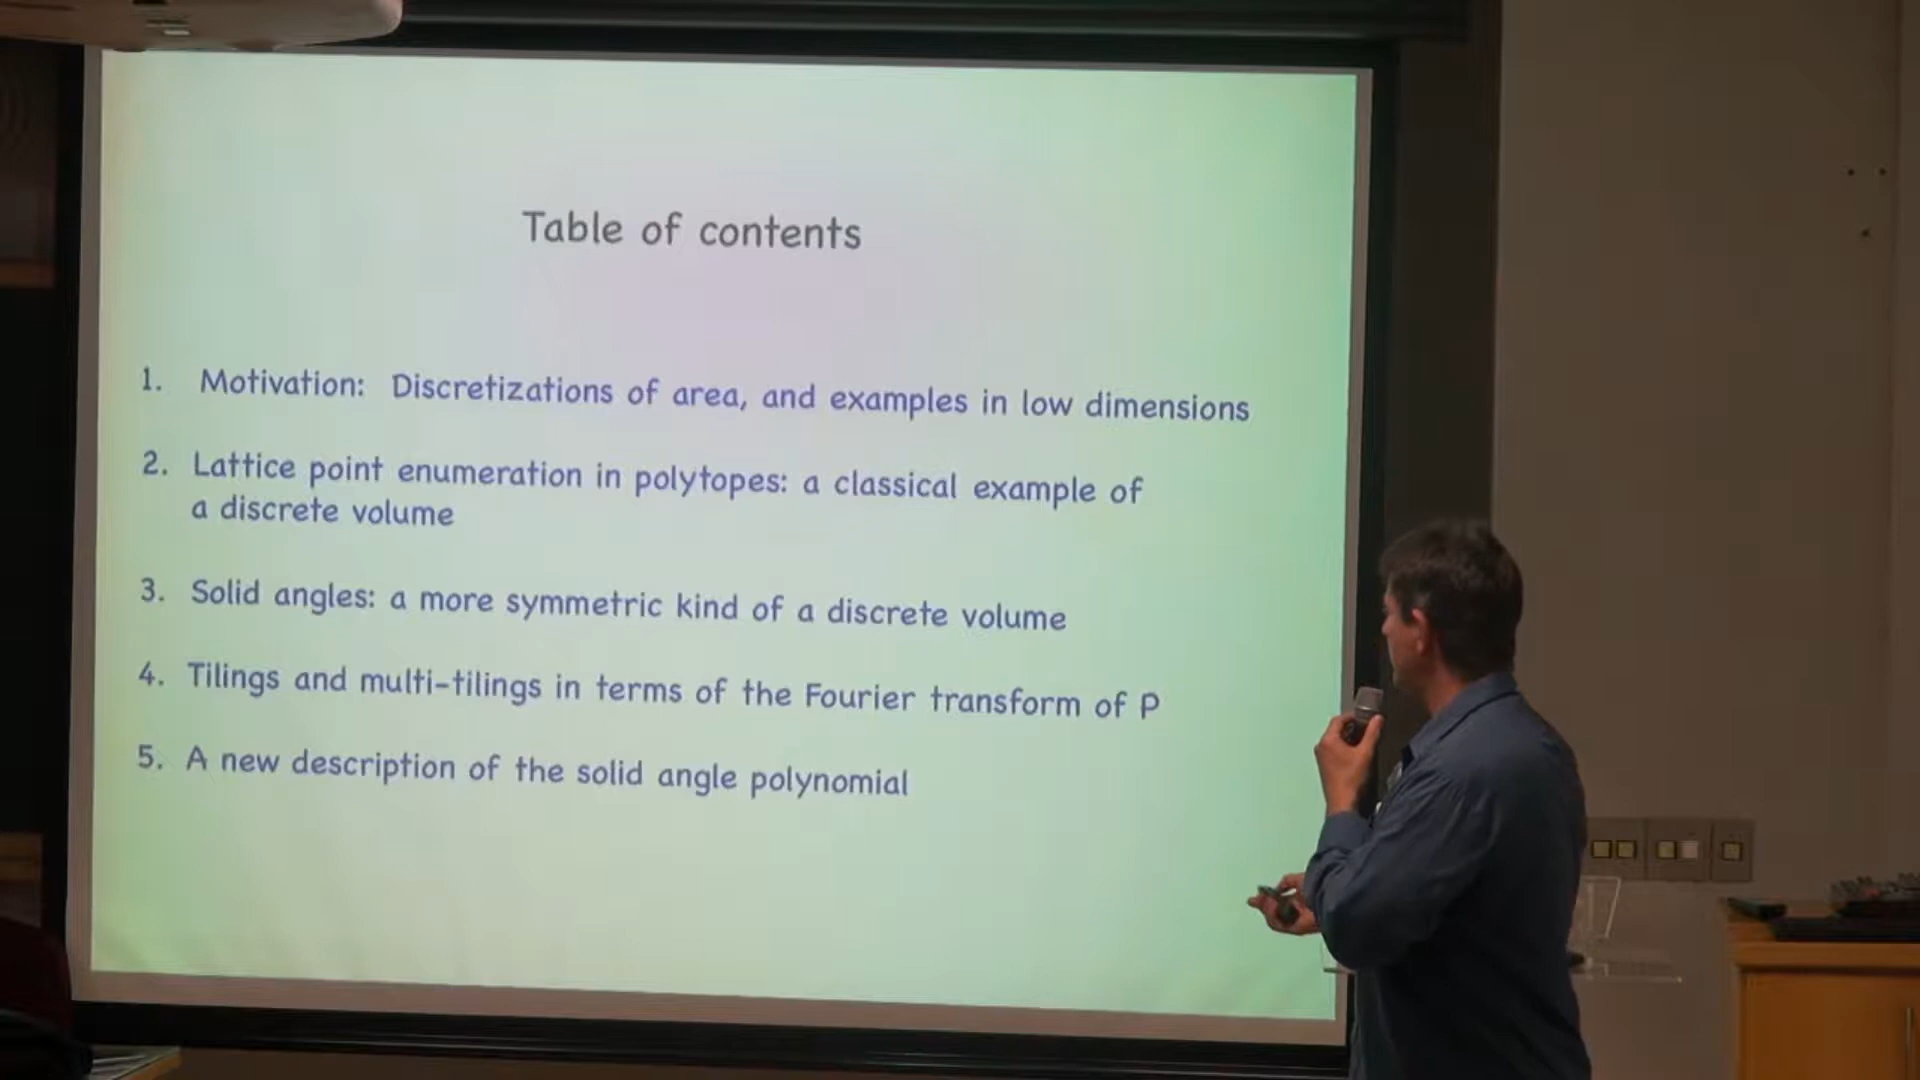 Table of contents
1. Motivation: Discretizations of area, and examples in low dimensions
2. Lattice point enumeration in polytopes: a classical example of
a discrete volume
3. Solid angles: a more symmetric kind of a discrete volume
4. Tilings and multi-tilings in terms of the Fourier transform of P
5. A new description of the solid angle polynomial